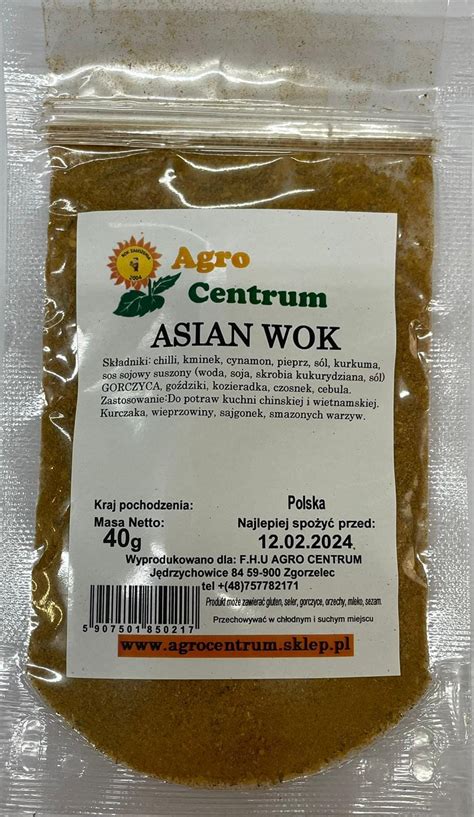 Agro
Centrum
ASIAN WOK
Składniki: chilli, kminek, cynamon, pieprz, sól, kurkuma,
sos sojowy suszony (woda, soja, skrobia kukurydziana, sól)
GORCZYCA, goździki, kozieradka, czosnek, cebula.
Zastosowanie:Do potraw kuchni chinskiej i wietnamskiej.
Kurczaka, wieprzowiny, sajgonek, smazonych warzyw.
Kraj pochodzenia: Polska
Masa Netto: Najlepiej spożyć przed:
40g 12.02.2024
Wyprodukowano dla: F.H.U AGRO CENTRUM
Jędrzychowice 84 59-900 Zgorzelec
tel +(48)757782171
Produkt może zawierać gluten, seler, gorczyce, orzechy, mleko, sezam.
Przechowywać w chłodnym i suchym miejscu
5 907501 850217
www.agrocentrum.sklep.pl